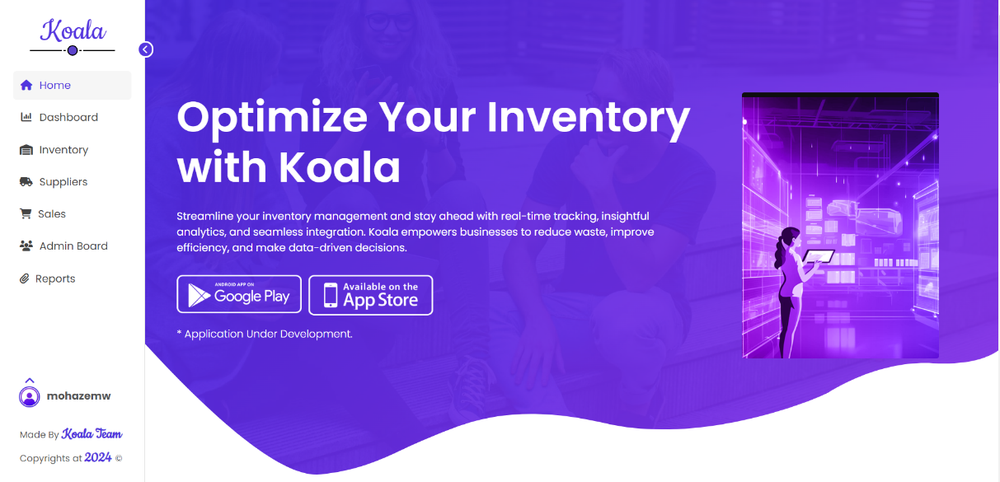 Koala
Home
Dashboard
Inventory
Suppliers
Sales
Admin Board
Reports
mohazemw
Made By Koala Team
Copyrights at 2024 ©
Optimize Your Inventory
with Koala
Streamline your inventory management and stay ahead with real-time tracking, insightful
analytics, and seamless integration. Koala empowers businesses to reduce waste, improve
efficiency, and make data-driven decisions.
ANDROID APP ON
Google Play
Available on the
App Store
* Application Under Development.